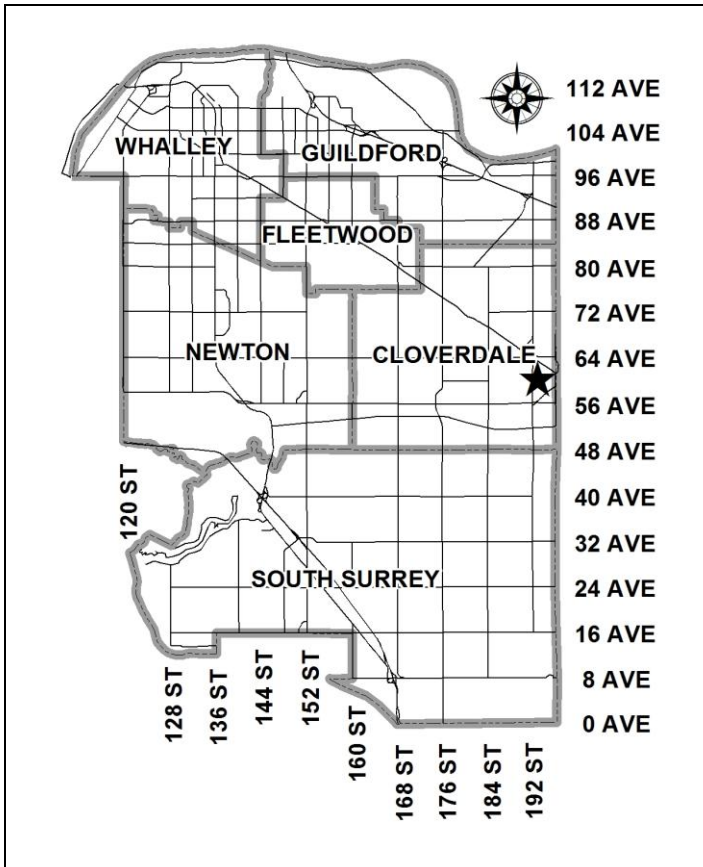 112 AVE
104 AVE
WHALLEY
GUILDFORD
96 AVE
88 AVE
FLEETWOOD
80 AVE
72 AVE
NEWTON
CLOVERDALE
64 AVE
56 AVE
48 AVE
120 ST
40 AVE
32 AVE
SOUTH SURREY
24 AVE
16 AVE
8 AVE
0 AVE
128 ST
136 ST
144 ST
152 ST
160 ST
168 ST
176 ST
184 ST
192 ST